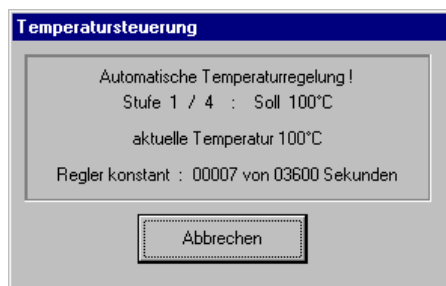 Temperatursteuerung
Automatische Temperaturregelung !
Stufe 1 / 4 : Soll 100°C
aktuelle Temperatur 100°C
Regler konstant : 00007 von 03600 Sekunden
Abbrechen